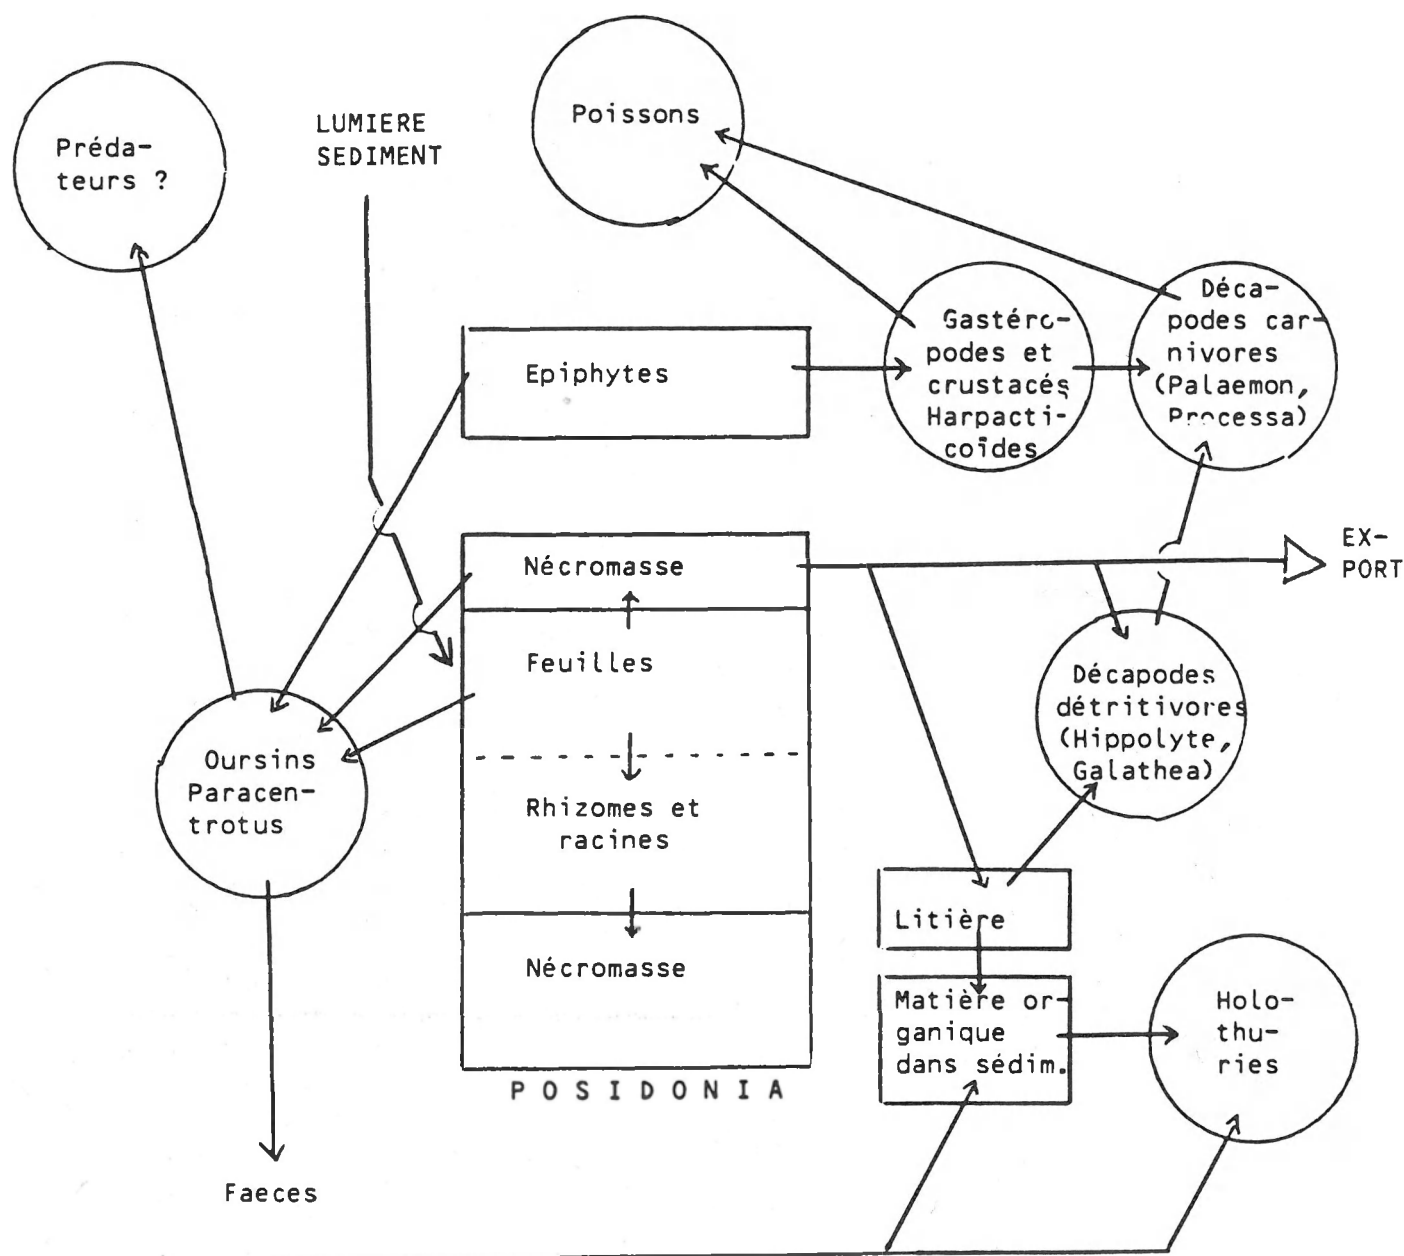 Préda-
teurs ?
LUMIERE
SEDIMENT
Poissons
Epiphytes
Gastéro-
podes et
crustacés
Harpacti-
coïdes
Déca-
podes car-
nivores
(Palaemon,
Processa)
Nécromasse
EX-
PORT
Feuilles
Décapodes
détritivores
(Hippolyte,
Galathea)
Oursins
Paracen-
trotus
Rhizomes et
racines
Litière
Nécromasse
Matière or-
ganique
dans sédim.
Holo-
thu-
ries
POSIDONIA
Faeces